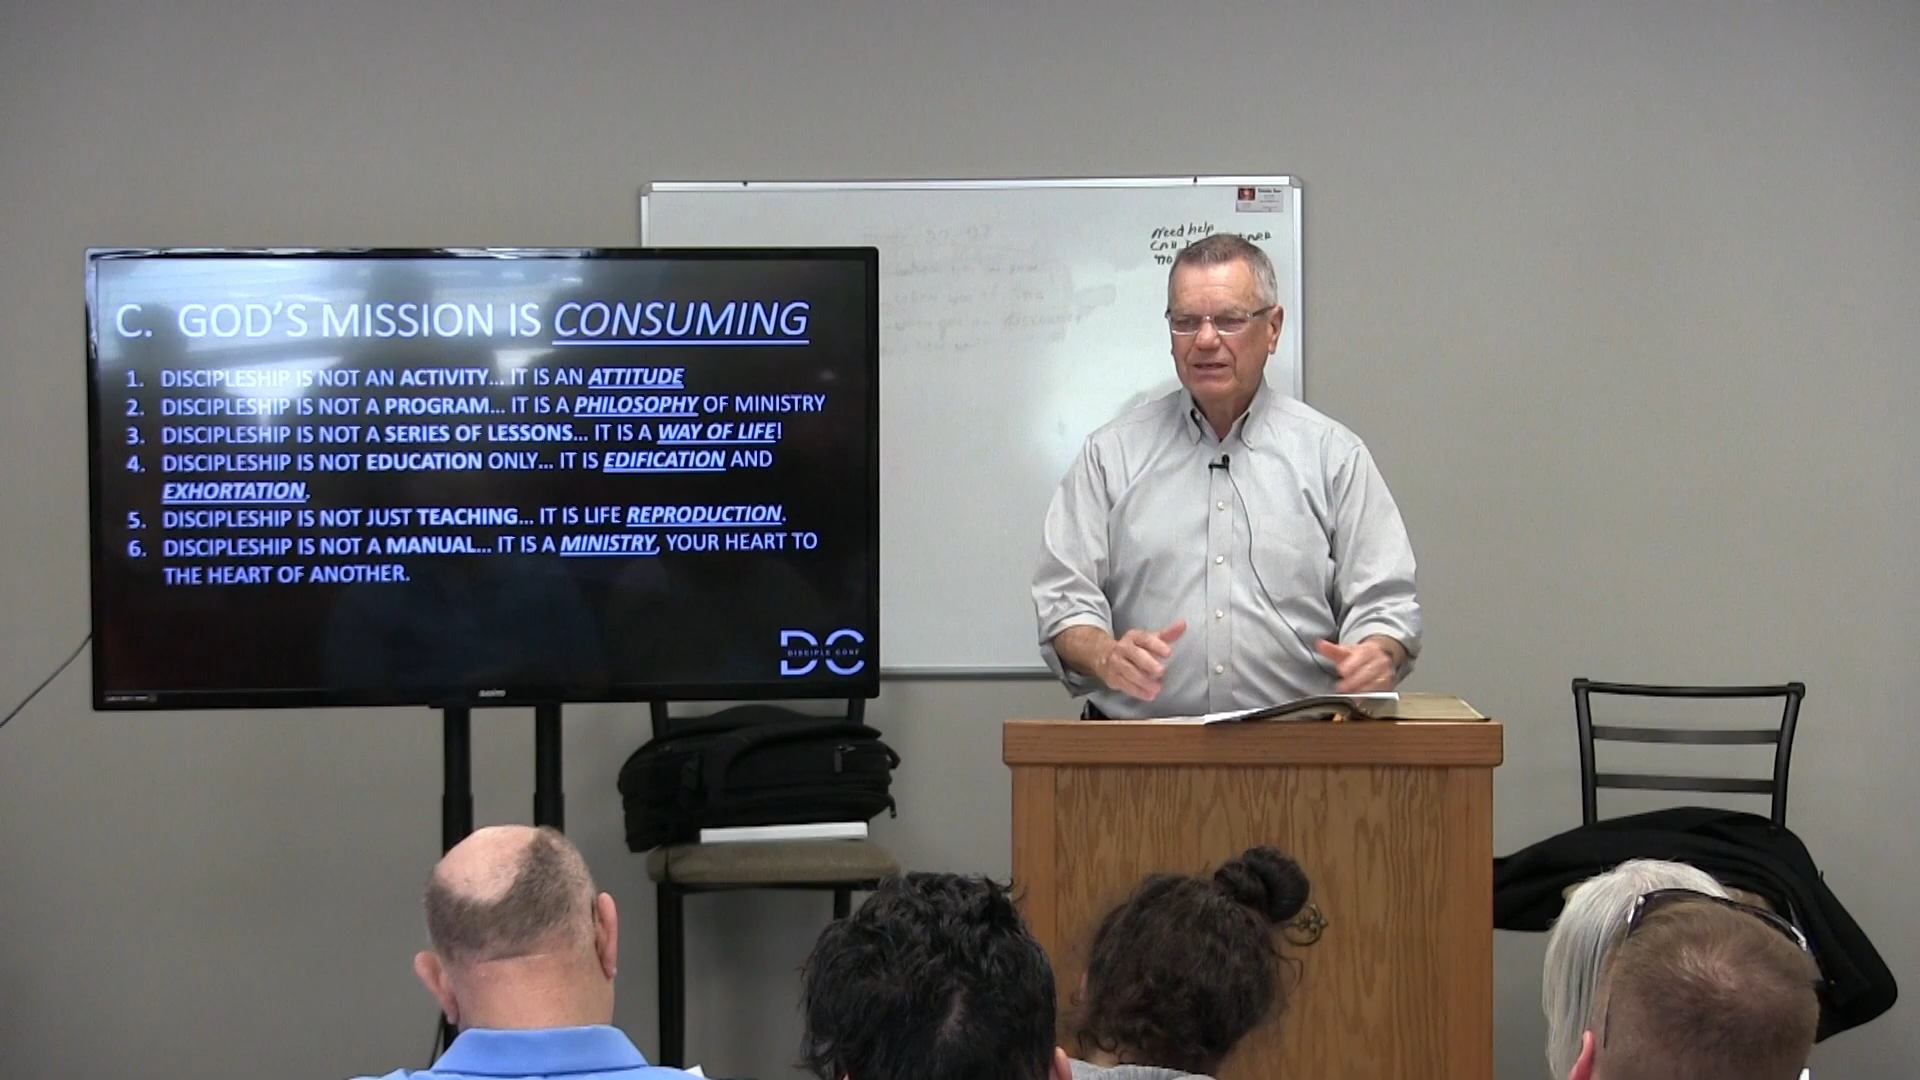 C. GOD'S MISSION IS CONSUMING
1. DISCIPLESHIP IS NOT AN ACTIVITY... IT IS AN ATTITUDE
2. DISCIPLESHIP IS NOT A PROGRAM... IT IS A PHILOSOPHY OF MINISTRY
3. DISCIPLESHIP IS NOT A SERIES OF LESSONS... IT IS A WAY OF LIFE!
4. DISCIPLESHIP IS NOT EDUCATION ONLY... IT IS EDIFICATION AND
EXHORTATION.
5. DISCIPLESHIP IS NOT JUST TEACHING... IT IS LIFE REPRODUCTION.
6. DISCIPLESHIP IS NOT A MANUAL... IT IS A MINISTRY, YOUR HEART TO
THE HEART OF ANOTHER.
DC
DISCIPLE CONF
SANYO
Need help
CALL